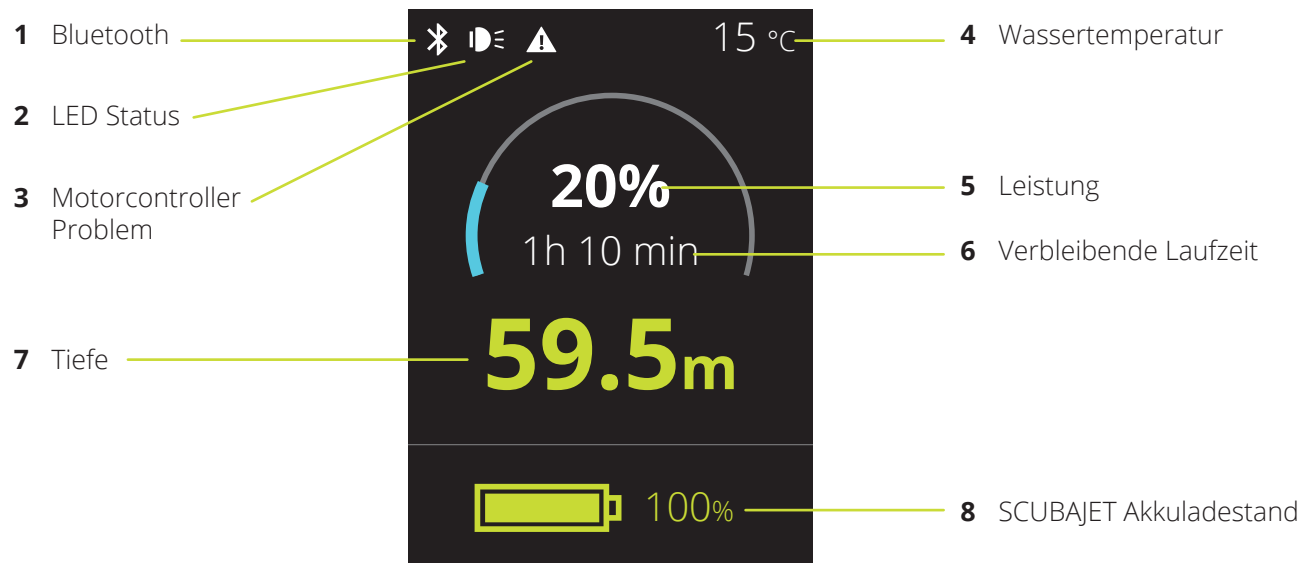 1 Bluetooth
2 LED Status
3 Motorcontroller
Problem
7 Tiefe
15 °C
20%
1h 10 min
59.5m
100%
4 Wassertemperatur
5 Leistung
6 Verbleibende Laufzeit
8 SCUBAJET Akkuladestand